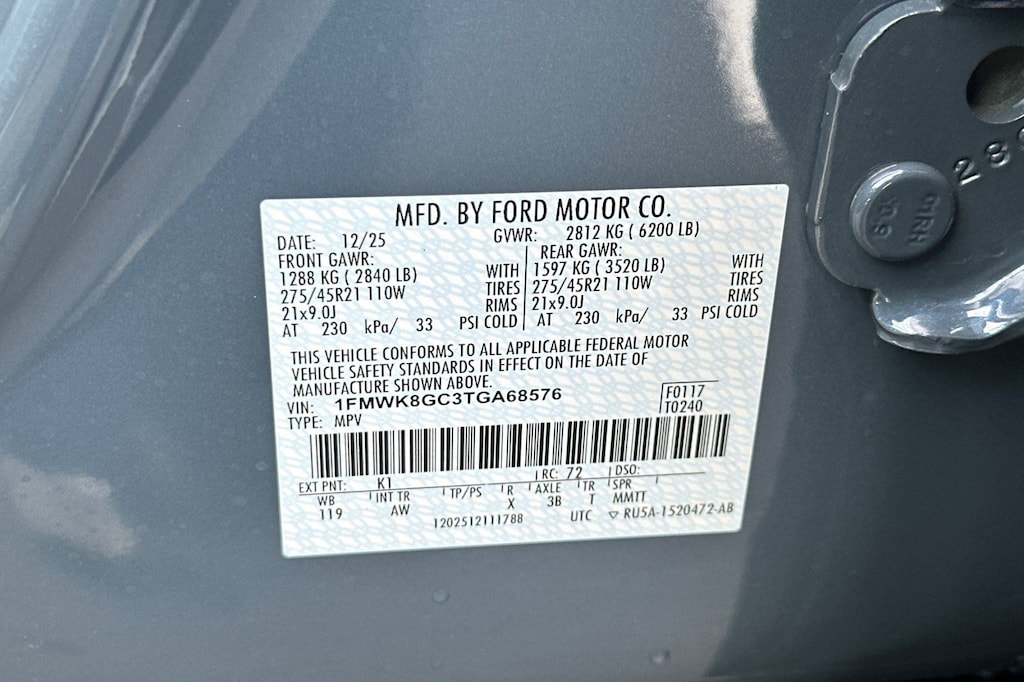 MFD. BY FORD MOTOR CO.
DATE: 12/25 GVWR: 2812 KG ( 6200 LB)
FRONT GAWR: REAR GAWR:
1288 KG ( 2840 LB) WITH 1597 KG ( 3520 LB) WITH
275/45R21 110W TIRES 275/45R21 110W TIRES
21x9.0J RIMS 21x9.0J RIMS
AT 230 kPa/ 33 PSI COLD AT 230 kPa/ 33 PSI COLD
THIS VEHICLE CONFORMS TO ALL APPLICABLE FEDERAL MOTOR
VEHICLE SAFETY STANDARDS IN EFFECT ON THE DATE OF
MANUFACTURE SHOWN ABOVE.
VIN: 1FMWK8GC3TGA68576 F0117
TYPE: MPV T0240
EXT PNT: K1 RC: 72 DSO:
WB INT TR TP/PS R AXLE TR SPR
119 AW X 3B T MMTT
1202512111788 UTC ▽ RU5A-1520472-AB